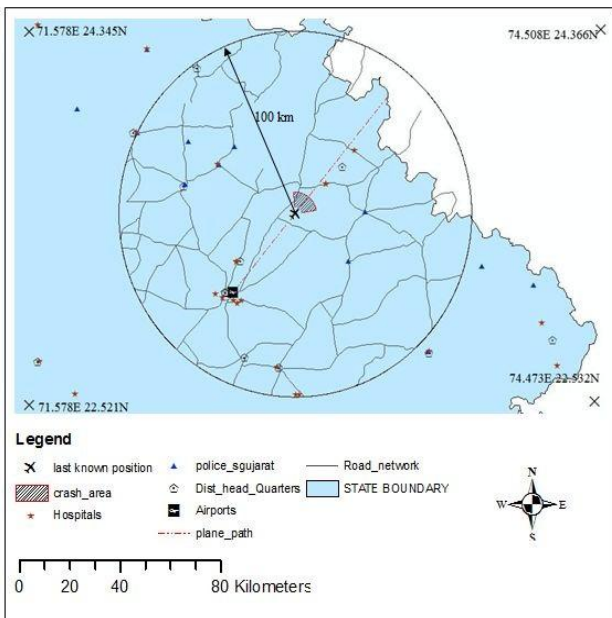 71.578E 24.345N
74.508E 24.366N
100 km
74.473E 22.532N
71.578E 22.521N
Legend
last known position
crash_area
Hospitals
police_sgujarat
Dist_head_Quarters
Airports
plane_path
Road_network
STATE BOUNDARY
N
W
E
S
0 20 40 80 Kilometers